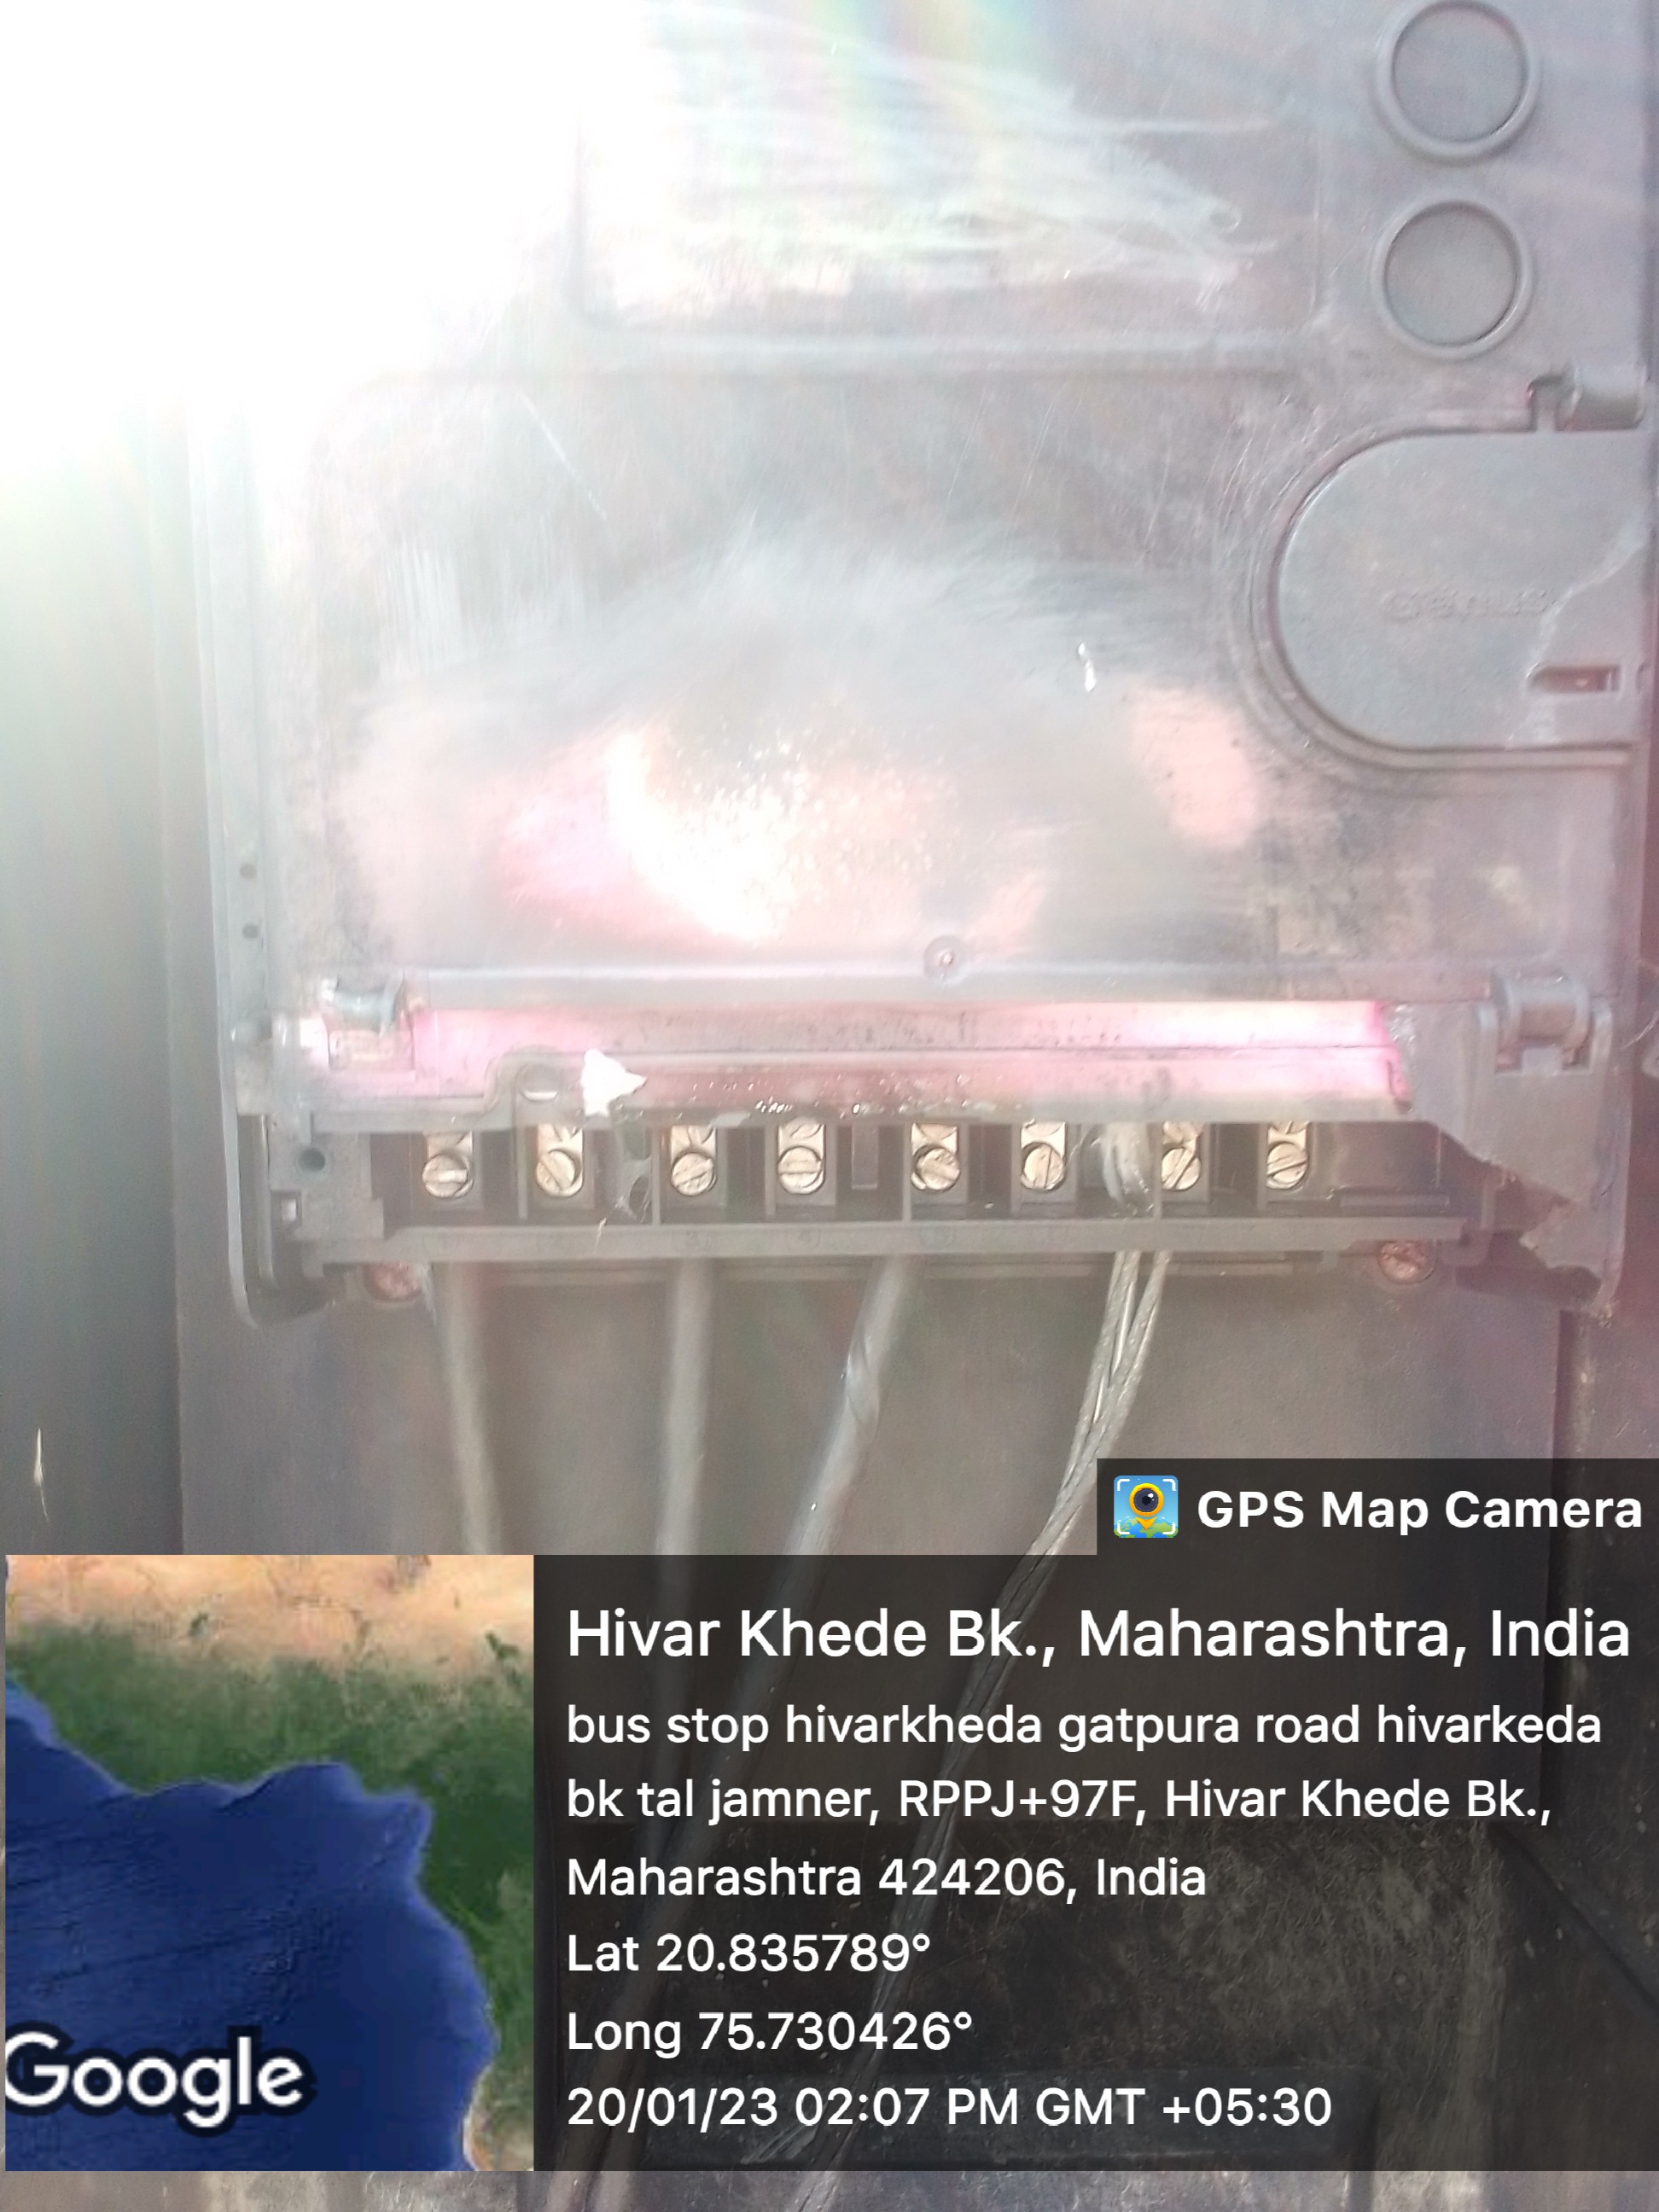 Genus
GPS Map Camera
Hivar Khede Bk., Maharashtra, India
bus stop hivarkheda gatpura road hivarkeda
bk tal jamner, RPPJ+97F, Hivar Khede Bk.,
Maharashtra 424206, India
Lat 20.835789°
Long 75.730426°
20/01/23 02:07 PM GMT +05:30
Google